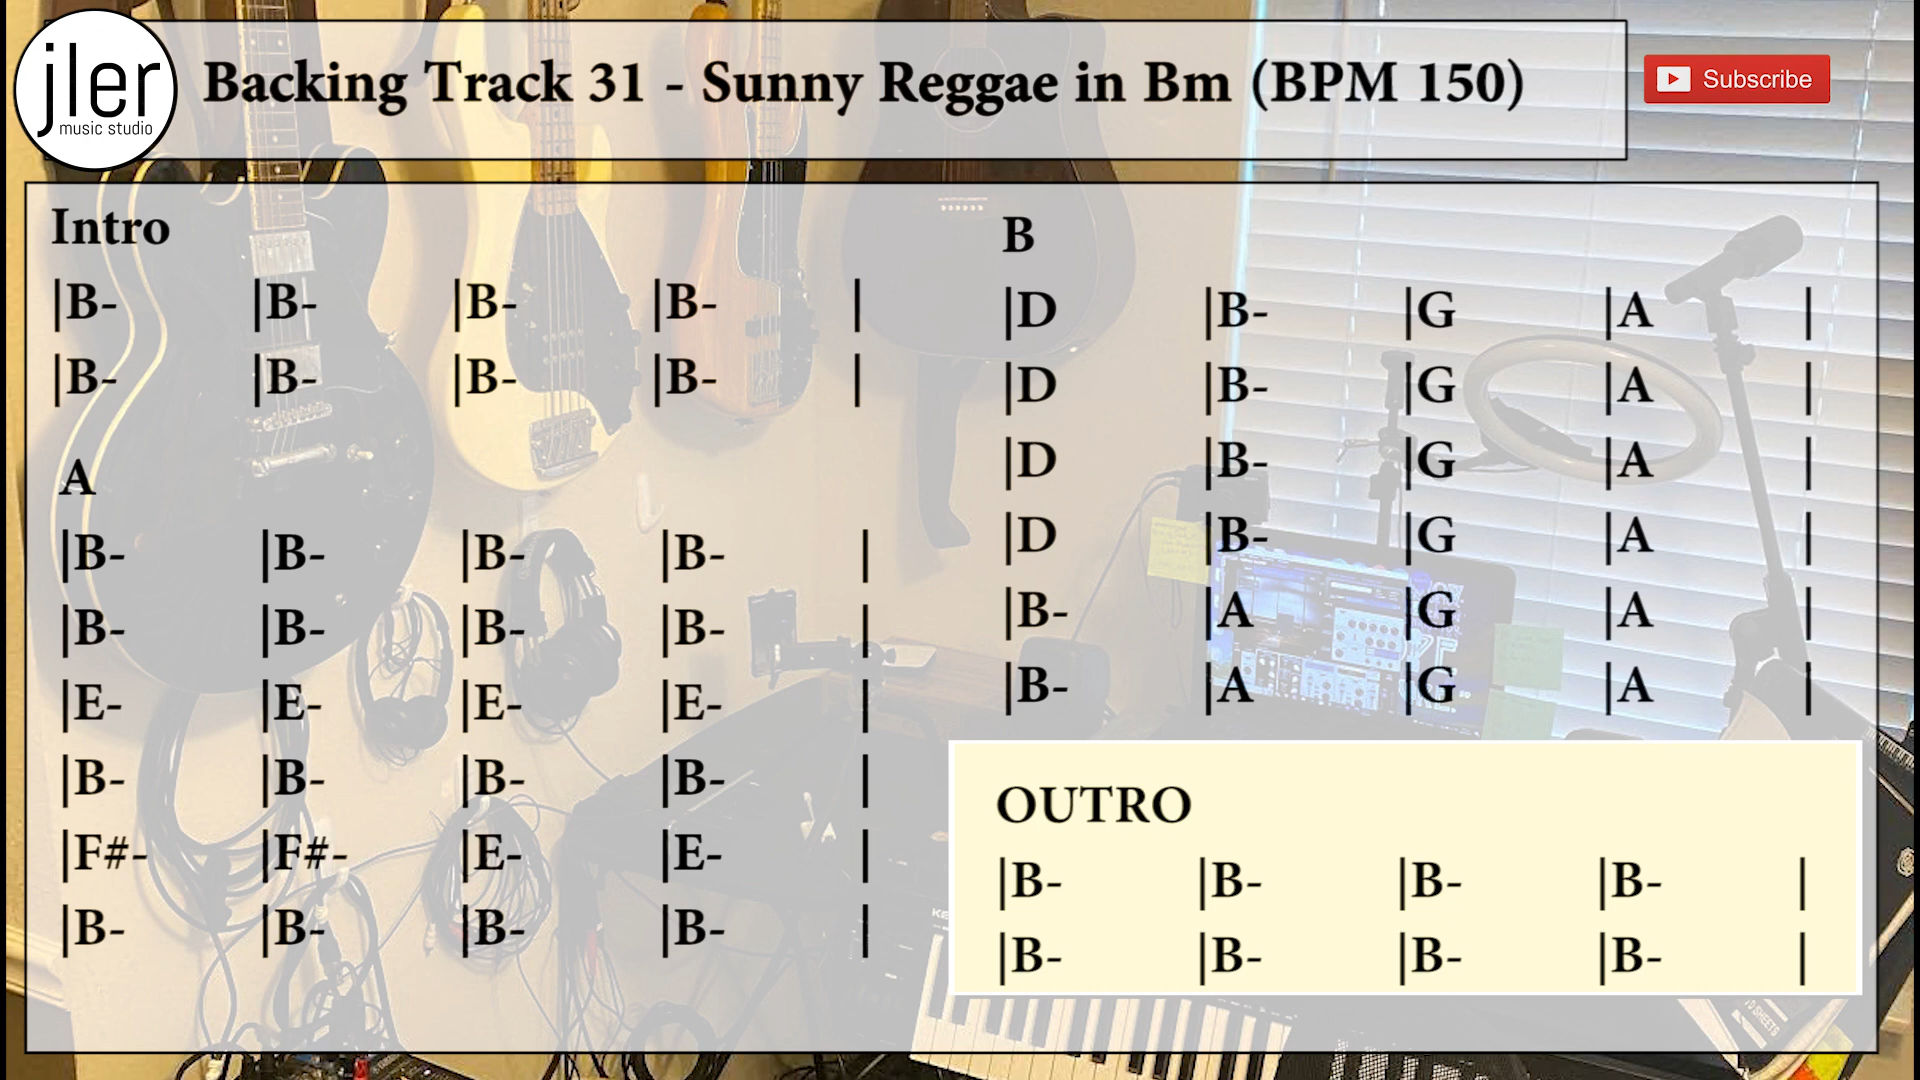 jler
music studio
Backing Track 31 - Sunny Reggae in Bm (BPM 150)
Subscribe
Intro
|B- |B- |B- |B- |
|B- |B- |B- |B- |
A
|B- |B- |B- |B- |
|B- |B- |B- |B- |
|E- |E- |E- |E- |
|B- |B- |B- |B- |
|F#- |F#- |E- |E- |
|B- |B- |B- |B- |
B
|D |B- |G |A |
|D |B- |G |A |
|D |B- |G |A |
|D |B- |G |A |
|B- |A |G |A |
|B- |A |G |A |
OUTRO
|B- |B- |B- |B- |
|B- |B- |B- |B- |